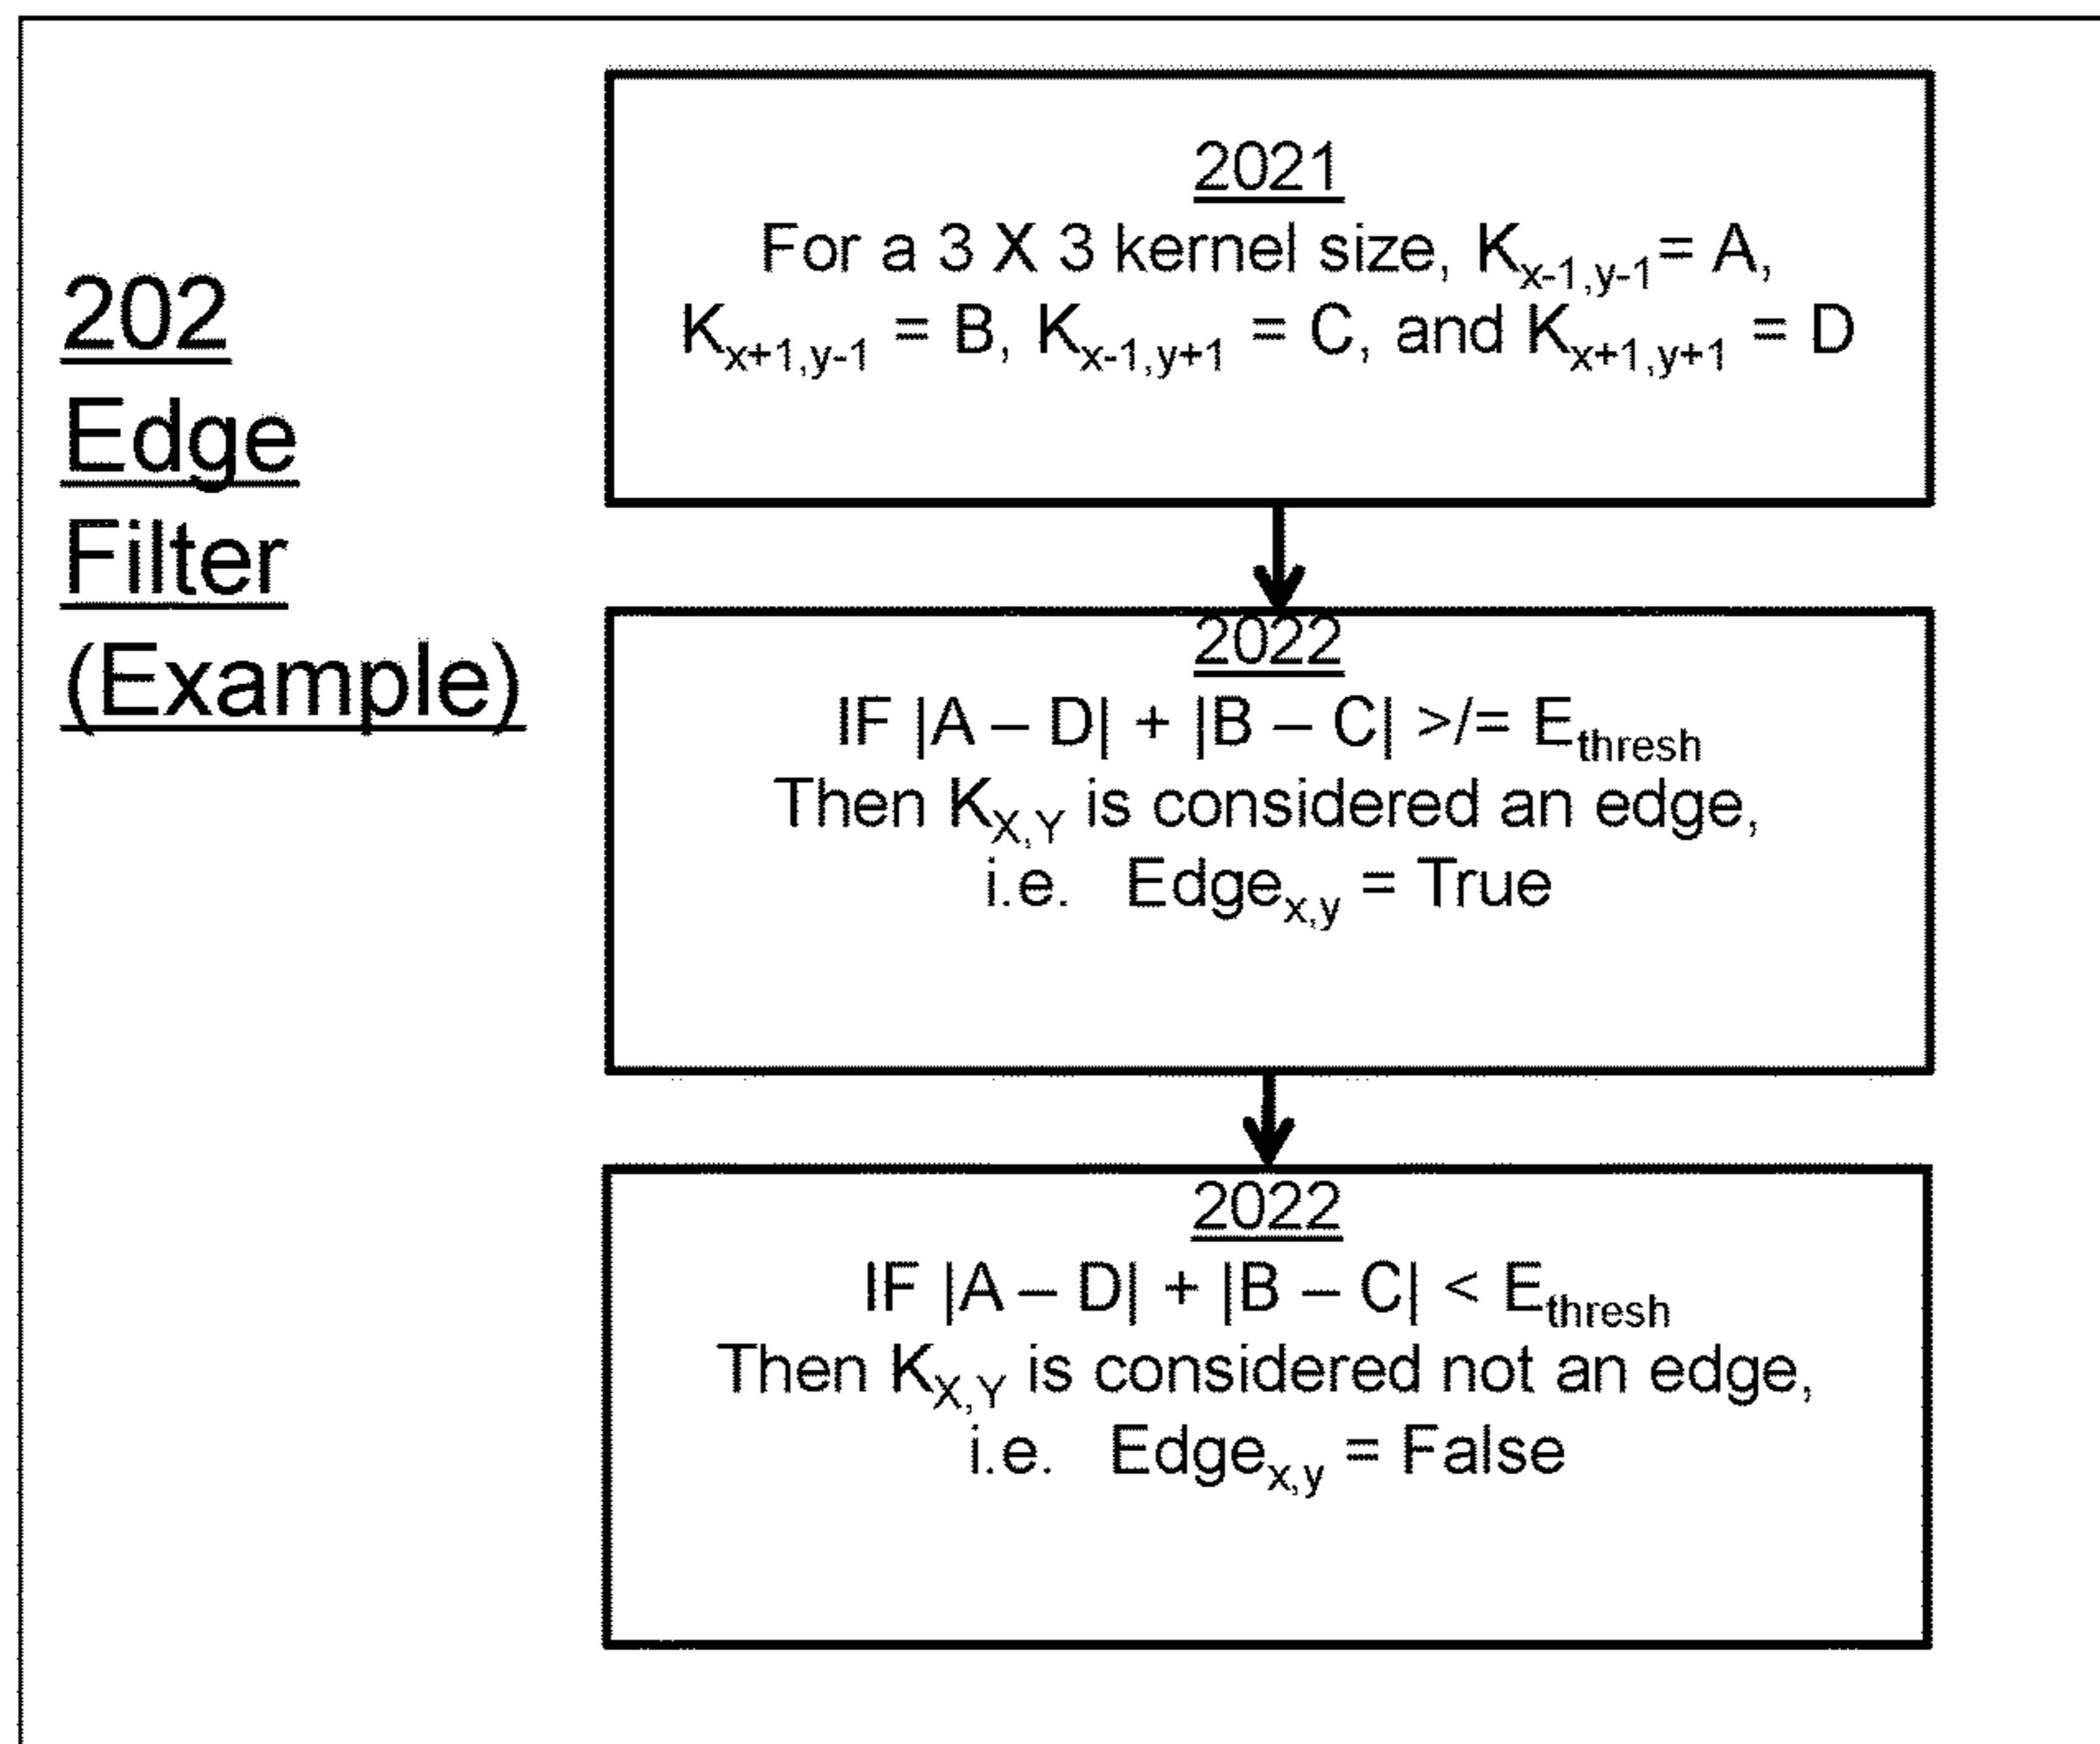 202
Edge
Filter
(Example)
2021
For a 3 X 3 kernel size, Kx-1,y-1= A,
Kx+1,y-1 = B, Kx-1,y+1 = C, and Kx+1,y+1 = D
2022
IF |A – D| + |B – C| >/= Ethresh
Then KX,Y is considered an edge,
i.e. Edgex,y = True
2022
IF |A – D| + |B – C| < Ethresh
Then KX,Y is considered not an edge,
i.e. Edgex,y = False